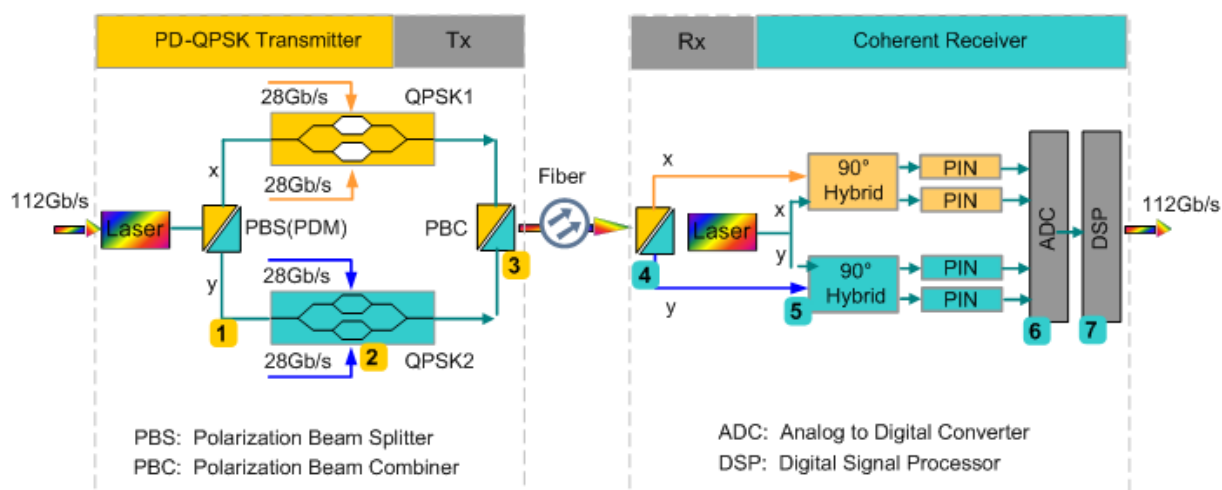 PD-QPSK Transmitter
Tx
Rx
Coherent Receiver
28Gb/s
QPSK1
x
28Gb/s
112Gb/s
Laser
PBS(PDM)
PBC
3
Fiber
y
28Gb/s
1
28Gb/s
2
QPSK2
x
90°
Hybrid
PIN
PIN
x
Laser
y
4
y
90°
Hybrid
5
PIN
PIN
ADC
6
DSP
7
112Gb/s
PBS: Polarization Beam Splitter
PBC: Polarization Beam Combiner
ADC: Analog to Digital Converter
DSP: Digital Signal Processor